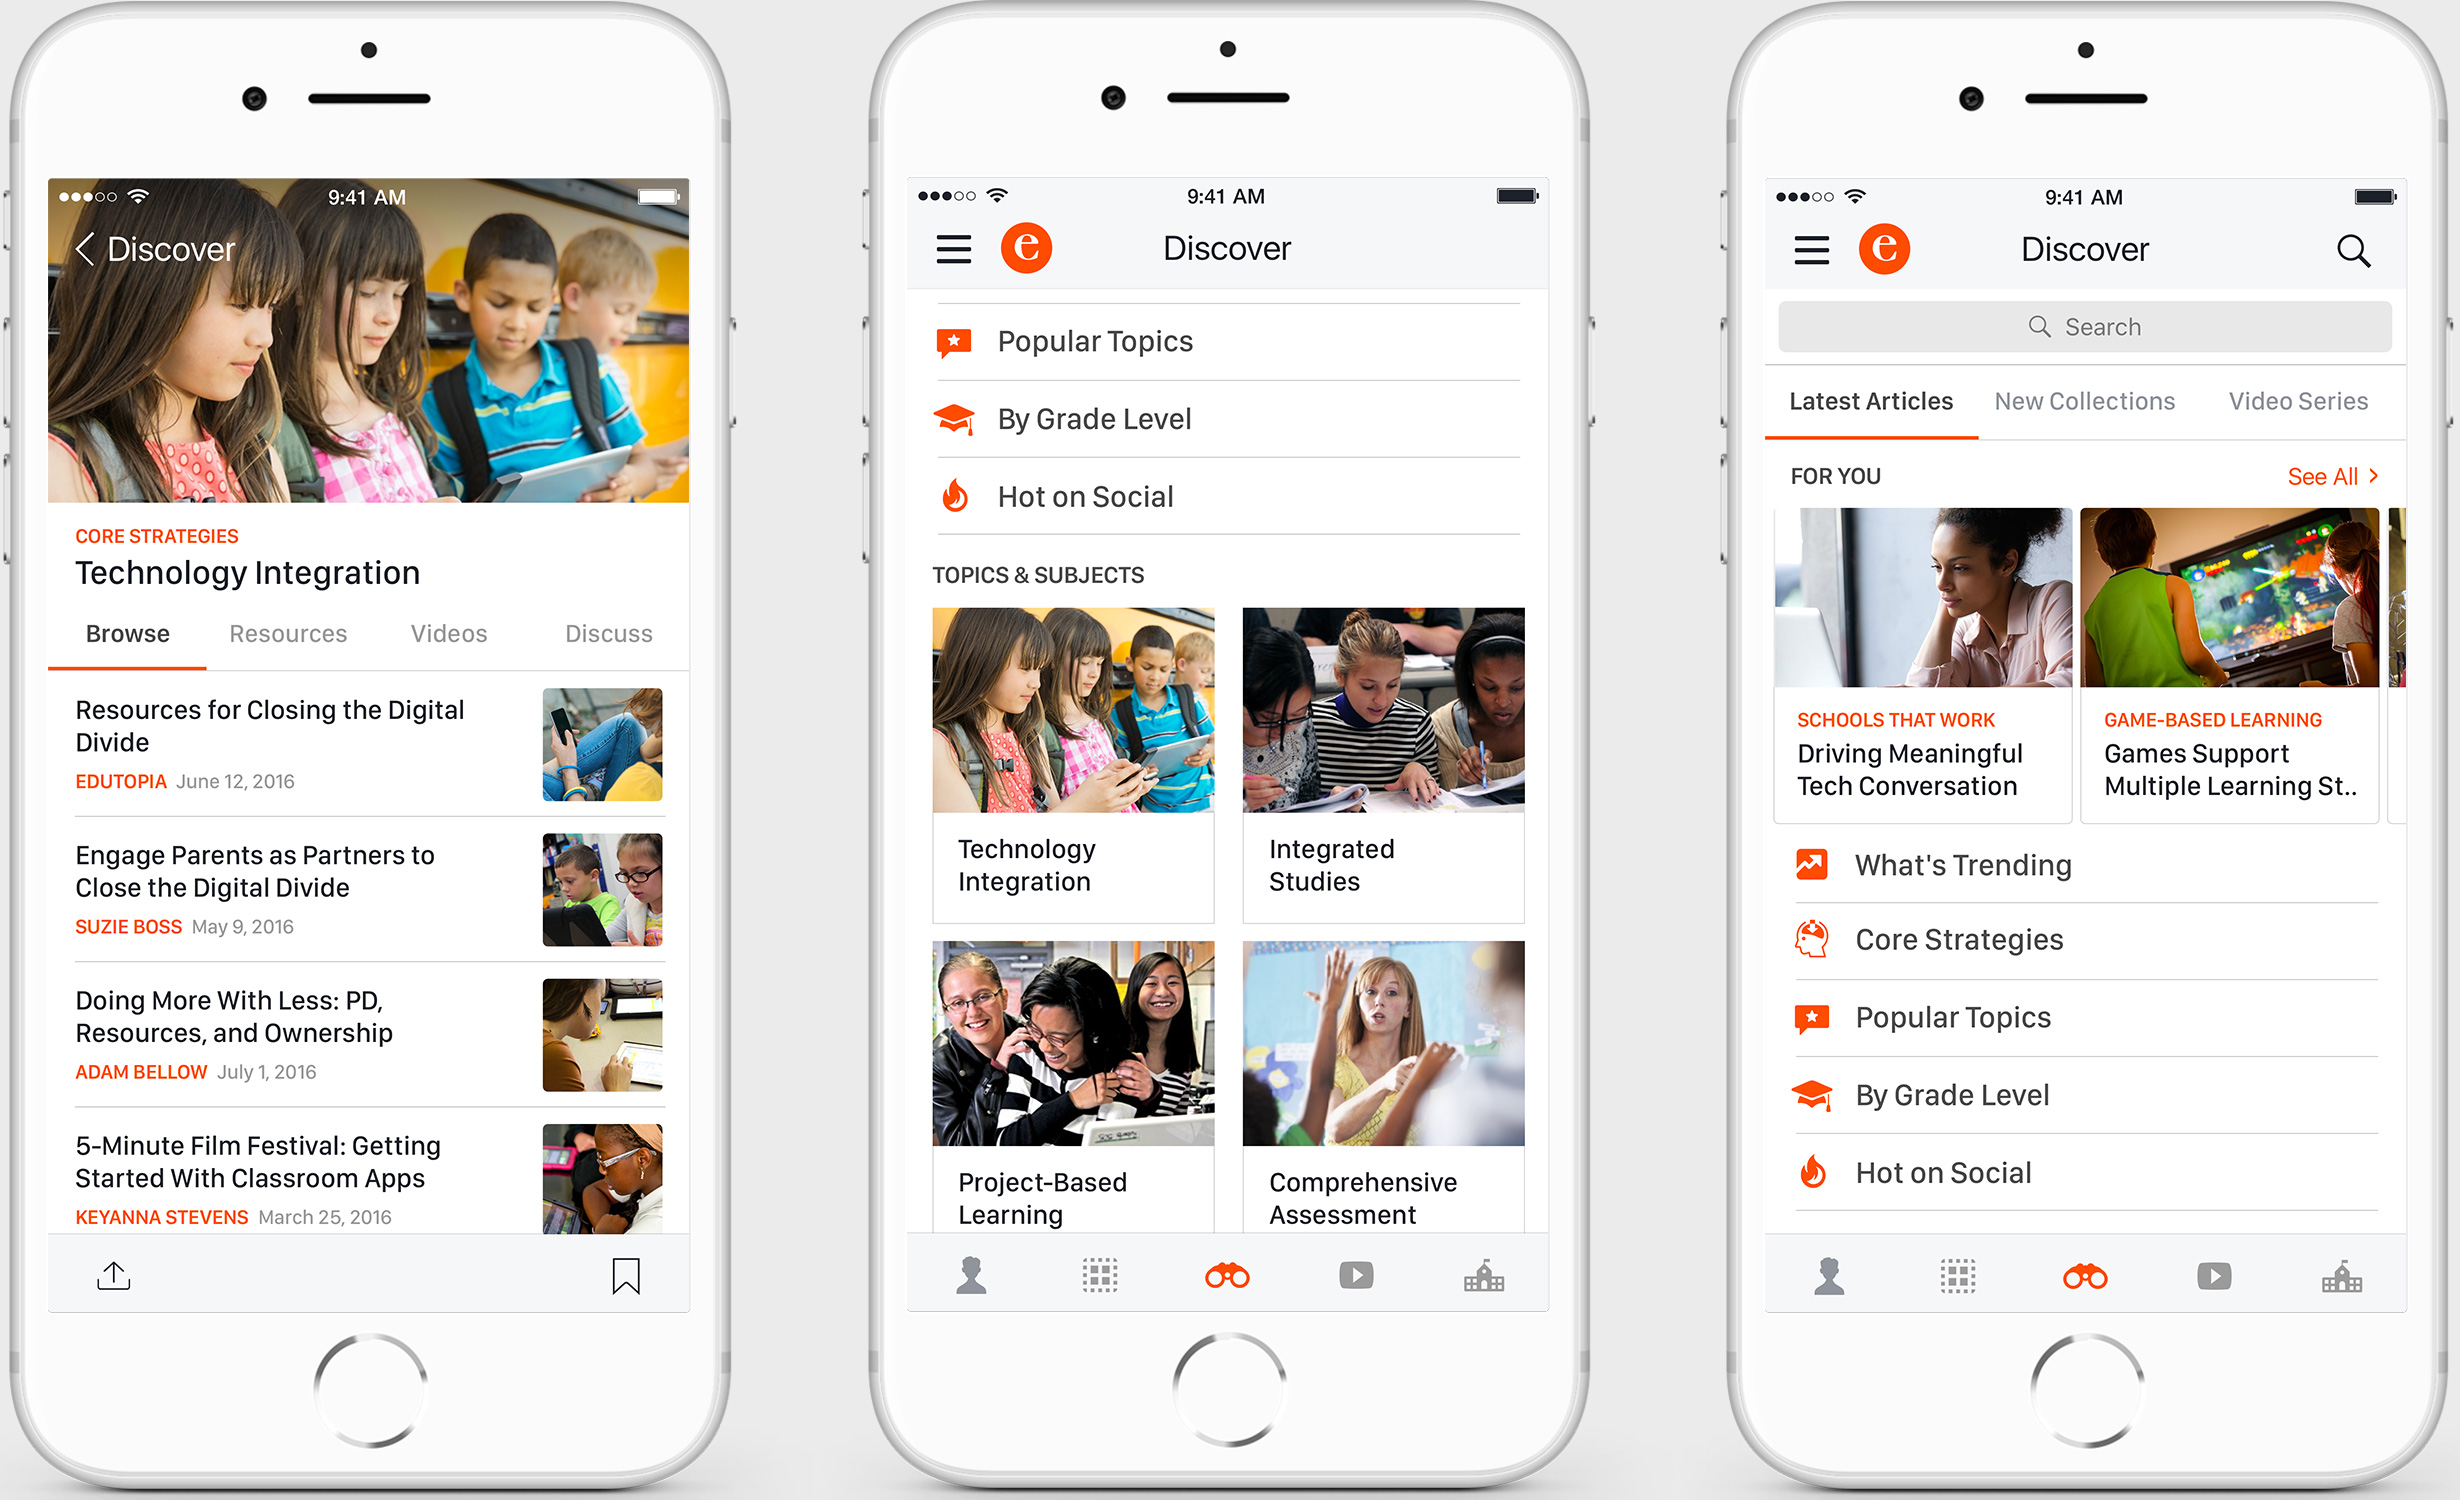 9:41 AM
Discover
CORE STRATEGIES
Technology Integration
Browse Resources Videos Discuss
Resources for Closing the Digital
Divide
EDUTOPIA June 12, 2016
Engage Parents as Partners to
Close the Digital Divide
SUZIE BOSS May 9, 2016
Doing More With Less: PD,
Resources, and Ownership
ADAM BELLOW July 1, 2016
5-Minute Film Festival: Getting
Started With Classroom Apps
KEYANNA STEVENS March 25, 2016
9:41 AM
e Discover
Popular Topics
By Grade Level
Hot on Social
TOPICS & SUBJECTS
Technology
Integration
Integrated
Studies
Project-Based
Learning
Comprehensive
Assessment
9:41 AM
e Discover
Search
Latest Articles New Collections Video Series
FOR YOU See All >
SCHOOLS THAT WORK
Driving Meaningful
Tech Conversation
GAME-BASED LEARNING
Games Support
Multiple Learning St..
What's Trending
Core Strategies
Popular Topics
By Grade Level
Hot on Social